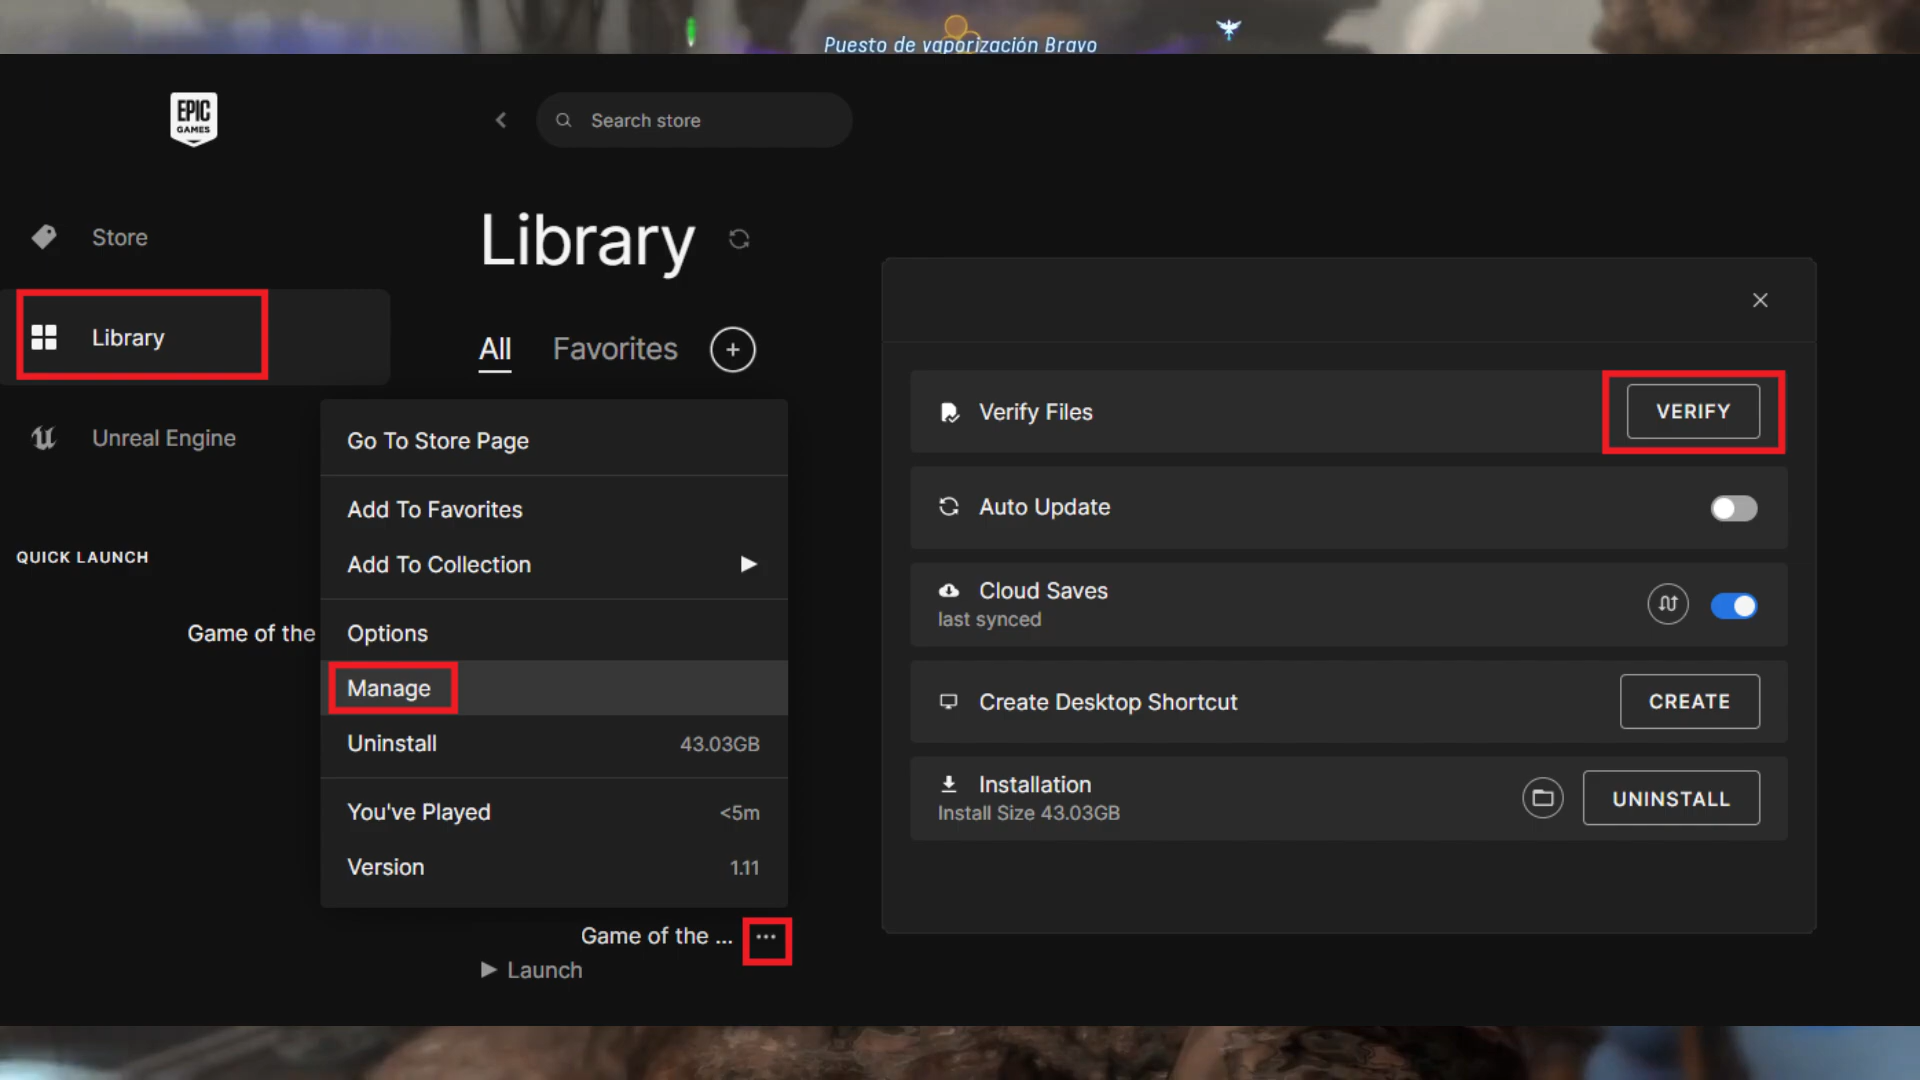 Puesto de vaporización Bravo
EPIC
GAMES
Search store
Store
Library
Unreal Engine
QUICK LAUNCH
Game of the
Library
All
Favorites
Go To Store Page
Add To Favorites
Add To Collection
Options
Manage
Uninstall 43.03GB
You've Played <5m
Version 1.11
Game of the ...
Launch
Verify Files
VERIFY
Auto Update
Cloud Saves
last synced
Create Desktop Shortcut
CREATE
Installation
Install Size 43.03GB
UNINSTALL